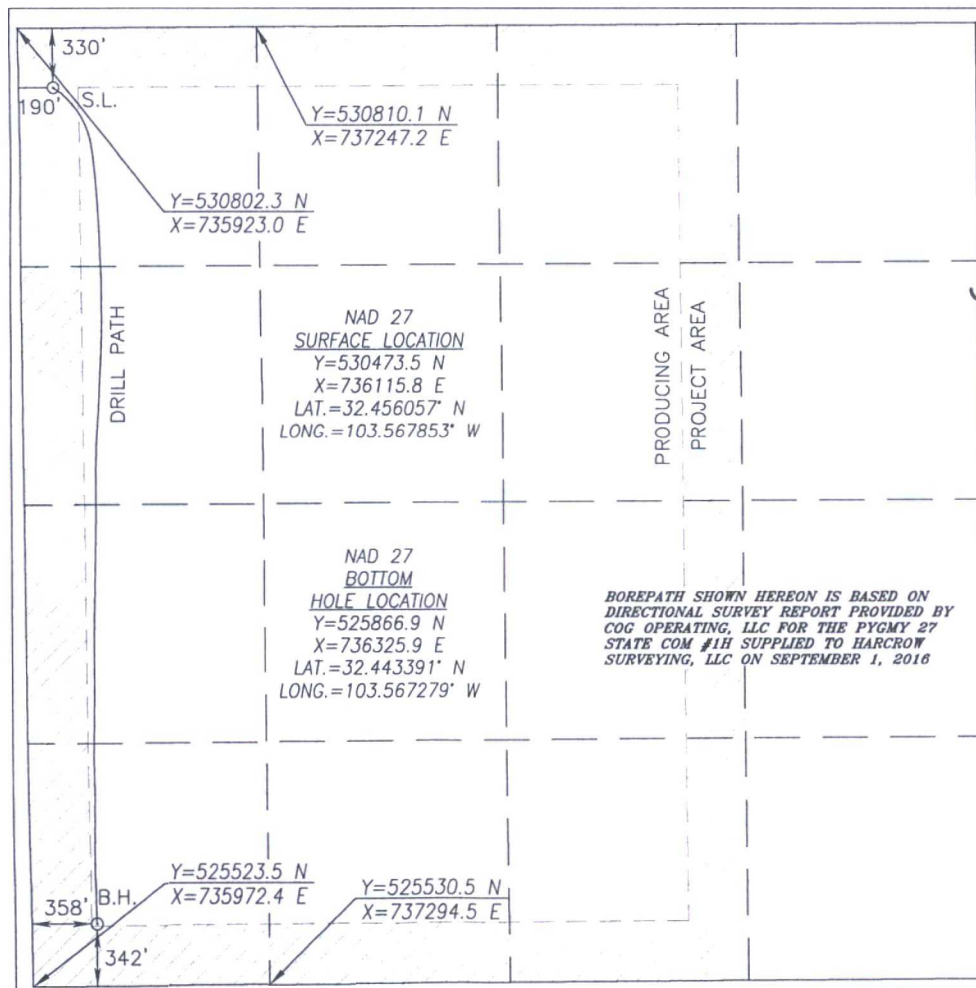 330'
190'
S.L.
Y=530810.1 N
X=737247.2 E
Y=530802.3 N
X=735923.0 E
DRILL PATH
NAD 27
SURFACE LOCATION
Y=530473.5 N
X=736115.8 E
LAT.=32.456057° N
LONG.=103.567853° W
PRODUCING AREA
PROJECT AREA
NAD 27
BOTTOM
HOLE LOCATION
Y=525866.9 N
X=736325.9 E
LAT.=32.443391° N
LONG.=103.567279° W
BOREPATH SHOWN HEREON IS BASED ON
DIRECTIONAL SURVEY REPORT PROVIDED BY
COG OPERATING, LLC FOR THE PYGMY 27
STATE COM #1H SUPPLIED TO HARCROW
SURVEYING, LLC ON SEPTEMBER 1, 2016
Y=525523.5 N
X=735972.4 E
Y=525530.5 N
X=737294.5 E
358'
B.H.
342'